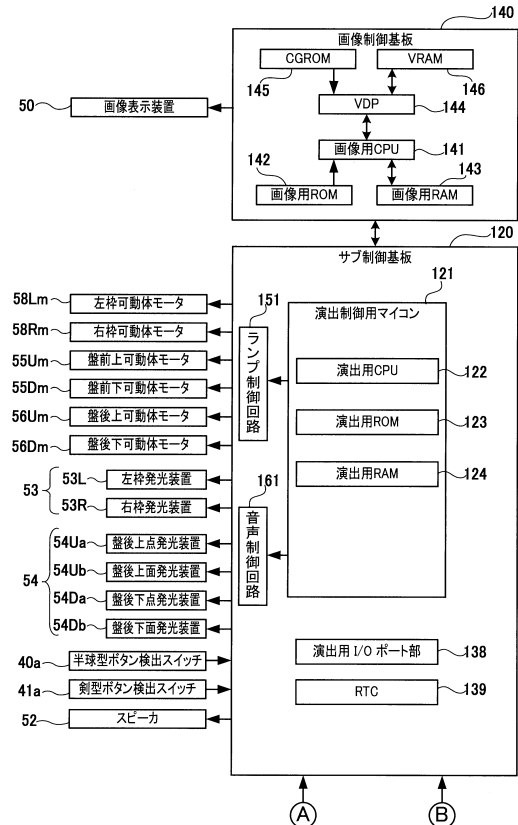 140
画像制御基板
CGROM
VRAM
145
146
50
画像表示装置
VDP
144
画像用CPU
141
142
143
画像用ROM
画像用RAM
120
サブ制御基板
121
58Lm
左枠可動体モータ
151
演出制御用マイコン
58Rm
右枠可動体モータ
ランプ制御回路
55Um
盤前上可動体モータ
演出用CPU
122
55Dm
盤前下可動体モータ
56Um
盤後上可動体モータ
演出用ROM
123
56Dm
盤後下可動体モータ
演出用RAM
124
53
53L
左枠発光装置
161
53R
右枠発光装置
音声制御回路
54
54Ua
盤後上点発光装置
54Ub
盤後上面発光装置
54Da
盤後下点発光装置
54Db
盤後下面発光装置
40a
半球型ボタン検出スイッチ
演出用I/Oポート部
138
41a
剣型ボタン検出スイッチ
RTC
139
52
スピーカ
A
B